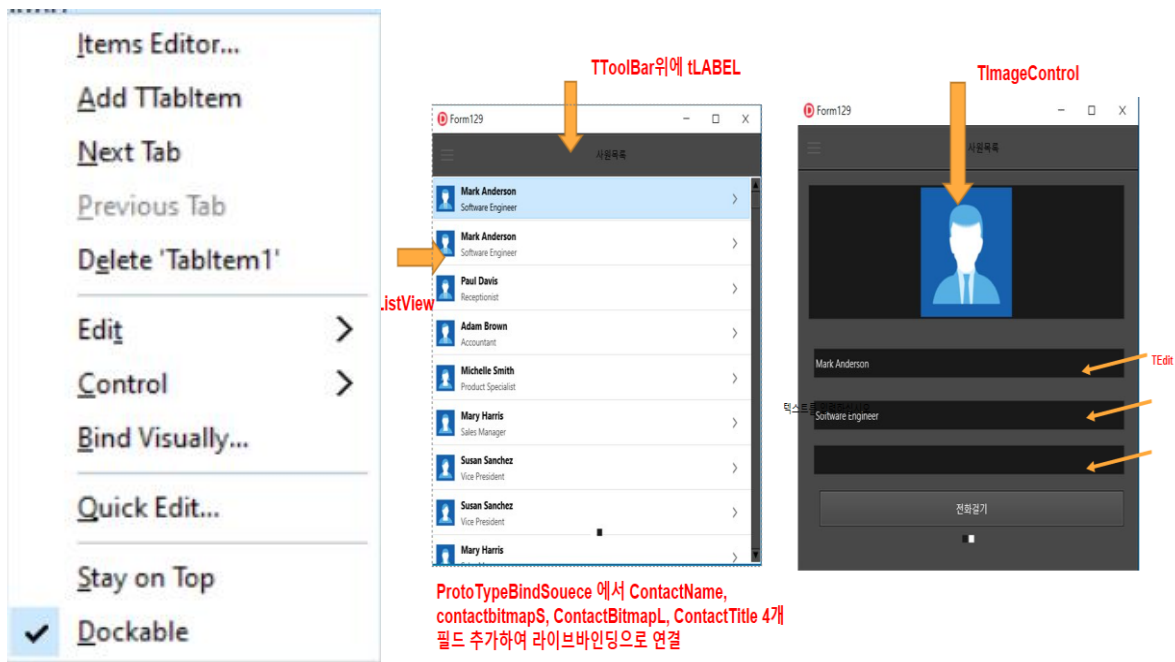 Items Editor...
Add TTabItem
Next Tab
Previous Tab
Delete 'TabItem1'
Edit
Control
Bind Visually...
Quick Edit...
Stay on Top
Dockable
TToolBar위에 tLABEL
Form129
사원목록
Mark Anderson
Software Engineer
Mark Anderson
Software Engineer
Paul Davis
Receptionist
Adam Brown
Accountant
Michelle Smith
Product Specialist
Mary Harris
Sales Manager
Susan Sanchez
Vice President
Susan Sanchez
Vice President
Mary Harris
ListView
ProtoTypeBindSouece 에서 ContactName,
contactbitmapS, ContactBitmapL, ContactTitle 4개
필드 추가하여 라이브바인딩으로 연결
TImageControl
Form129
사원목록
Mark Anderson
TEdit
Software Engineer
전화걸기